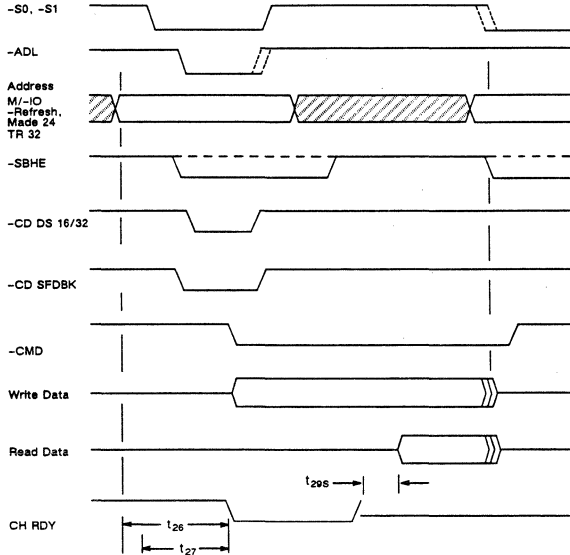 -S0, -S1
-ADL
Address
M/-IO
-Refresh,
Made 24
TR 32
-SBHE
-CD DS 16/32
-CD SFDBK
-CMD
Write Data
Read Data
t29S
CH RDY
t26
t27